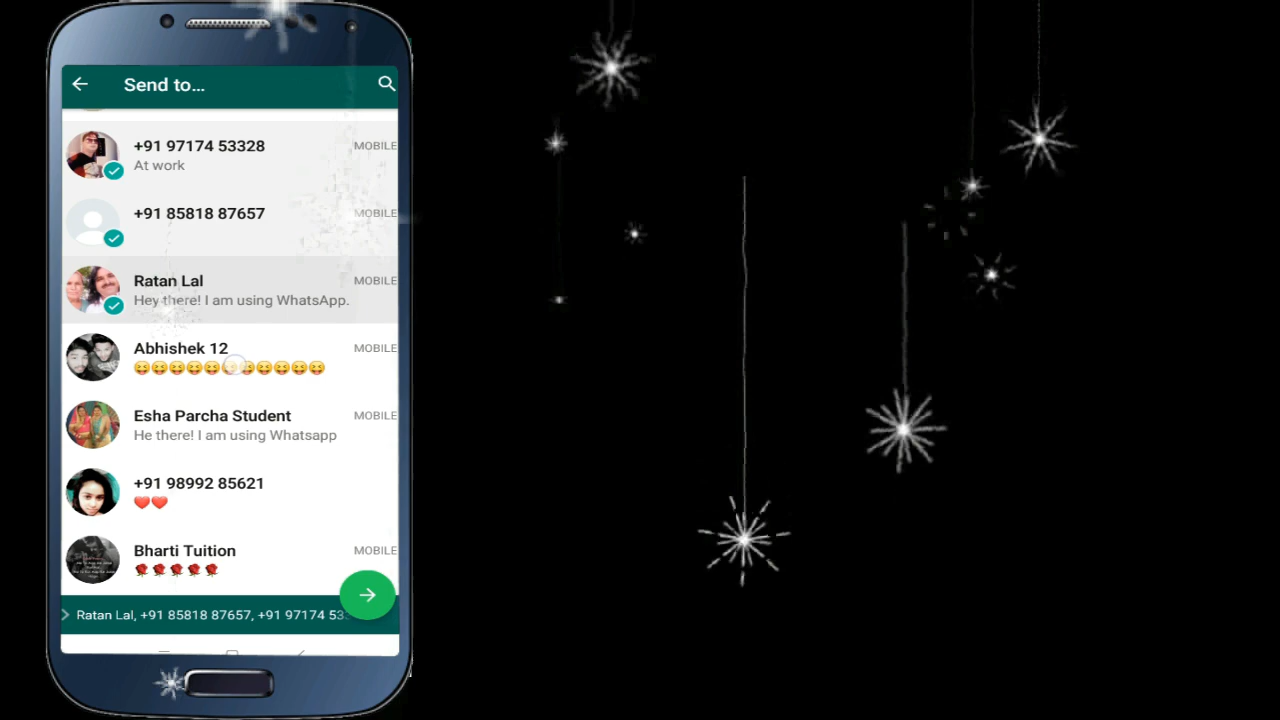 Send to...
+91 97174 53328 MOBILE
At work
+91 85818 87657 MOBILE
Ratan Lal MOBILE
Hey there! I am using WhatsApp.
Abhishek 12 MOBILE
😝😝😝😝😝😝😝😝😝😝😝
Esha Parcha Student MOBILE
He there! I am using Whatsapp
+91 98992 85621
❤️❤️
Bharti Tuition MOBILE
🌹🌹🌹🌹🌹
Ratan Lal, +91 85818 87657, +91 97174 53